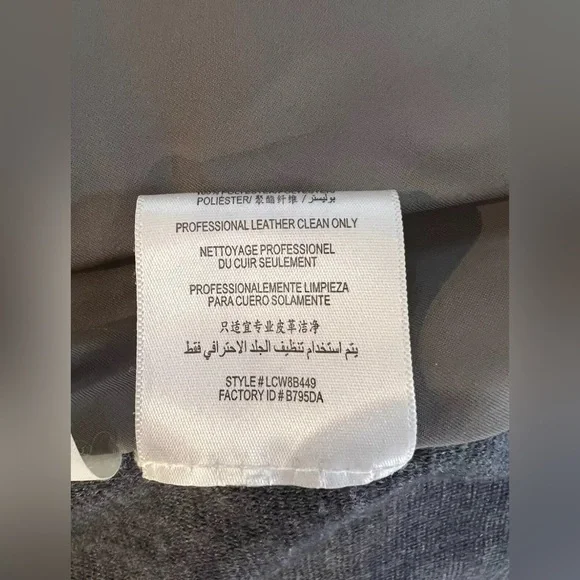 POLIESTER/ 聚酯纤维 / بوليستر
PROFESSIONAL LEATHER CLEAN ONLY
NETTOYAGE PROFESSIONEL
DU CUIR SEULEMENT
PROFESSIONALEMENTE LIMPIEZA
PARA CUERO SOLAMENTE
只适宜专业皮革洁净
يتم استخدام تنظيف الجلد الاحترافي فقط
STYLE # LCW8B449
FACTORY ID # B795DA